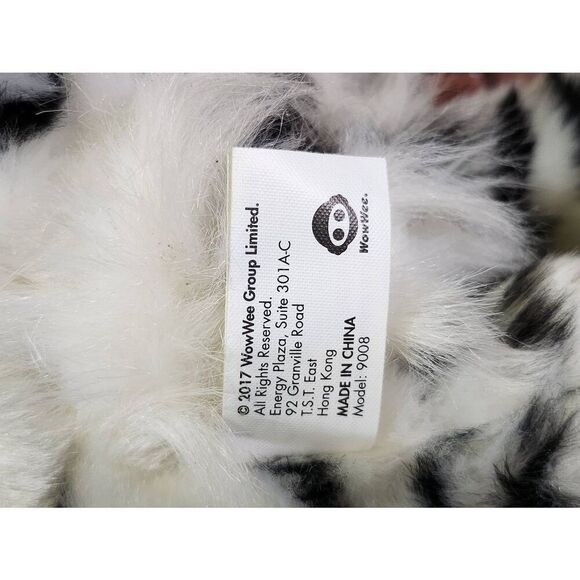 WowWee®
© 2017 WowWee Group Limited.
All Rights Reserved.
Energy Plaza, Suite 301A-C
92 Granville Road
T.S.T. East
Hong Kong
MADE IN CHINA
Model: 9008